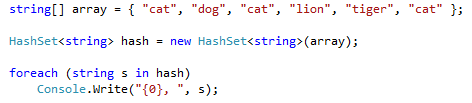 string[] array = { "cat", "dog", "cat", "lion", "tiger", "cat" };
HashSet<string> hash = new HashSet<string>(array);
foreach (string s in hash)
Console.Write("{0}, ", s);